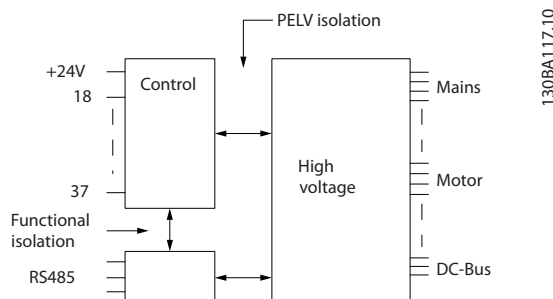 PELV isolation
+24V
18
37
Control
Functional
isolation
RS485
High
voltage
Mains
Motor
DC-Bus
130BA117.10